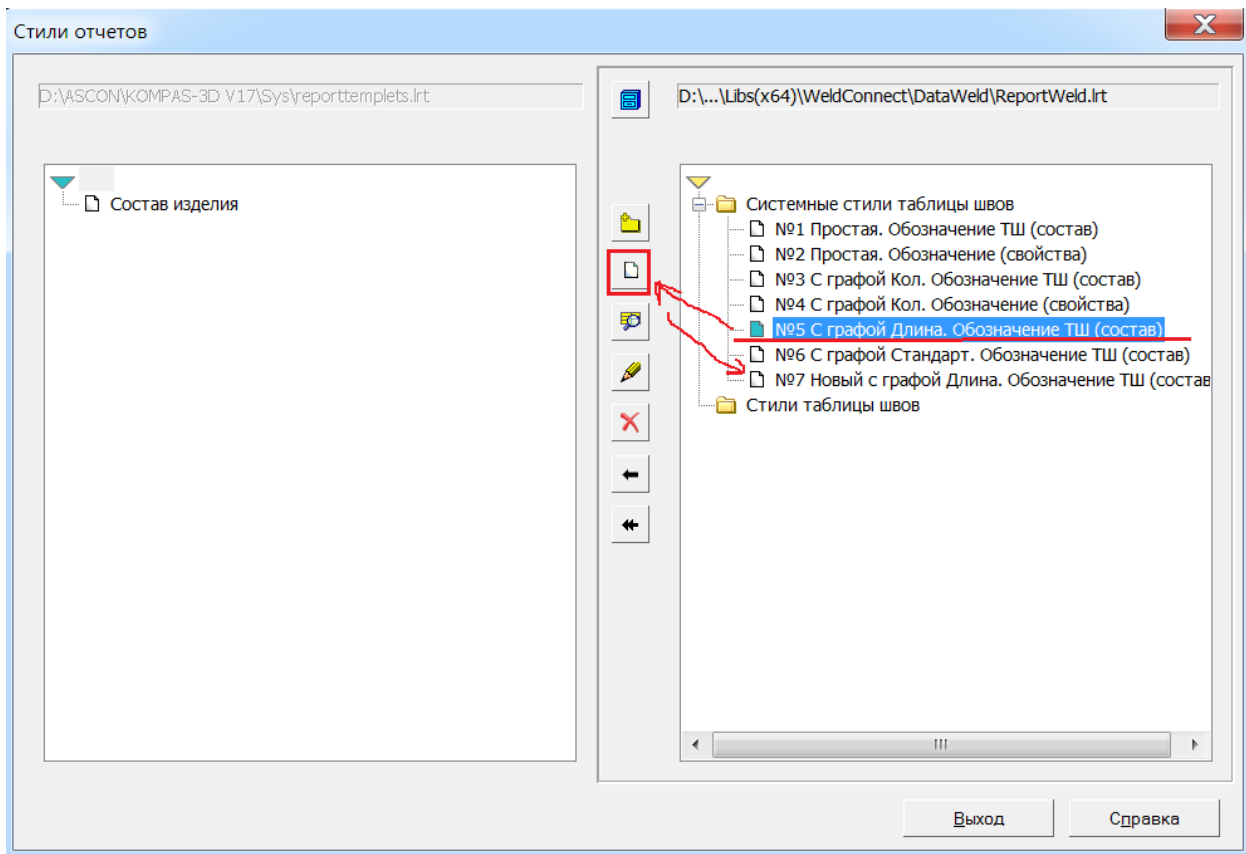 Стили отчетов
D:\ASCON\KOMPAS-3D V17\Sys\reporttemplets.lrt
D:\...\Libs(x64)\WeldConnect\DataWeld\ReportWeld.lrt
Состав изделия
Системные стили таблицы швов
№1 Простая. Обозначение ТШ (состав)
№2 Простая. Обозначение (свойства)
№3 С графой Кол. Обозначение ТШ (состав)
№4 С графой Кол. Обозначение (свойства)
№5 С графой Длина. Обозначение ТШ (состав)
№6 С графой Стандарт. Обозначение ТШ (состав)
№7 Новый с графой Длина. Обозначение ТШ (состав
Стили таблицы швов
Выход
Справка